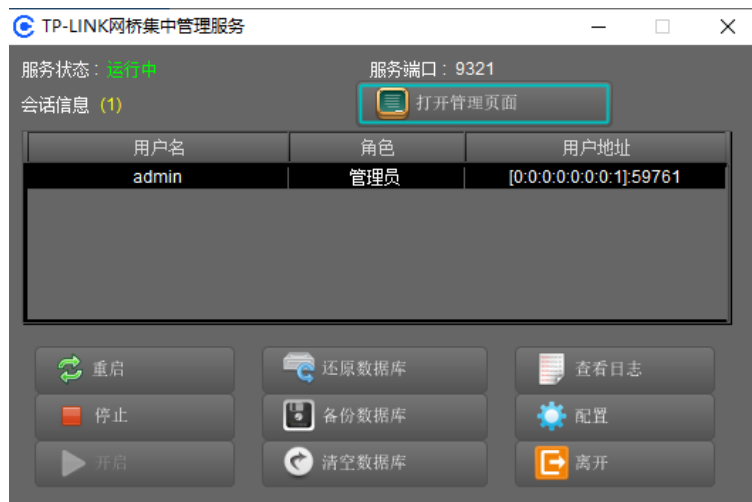 TP-LINK网桥集中管理服务
服务状态：运行中 服务端口：9321
会话信息 (1) 打开管理页面
用户名 角色 用户地址
admin 管理员 [0:0:0:0:0:0:0:1]:59761
重启 还原数据库 查看日志
停止 备份数据库 配置
开启 清空数据库 离开